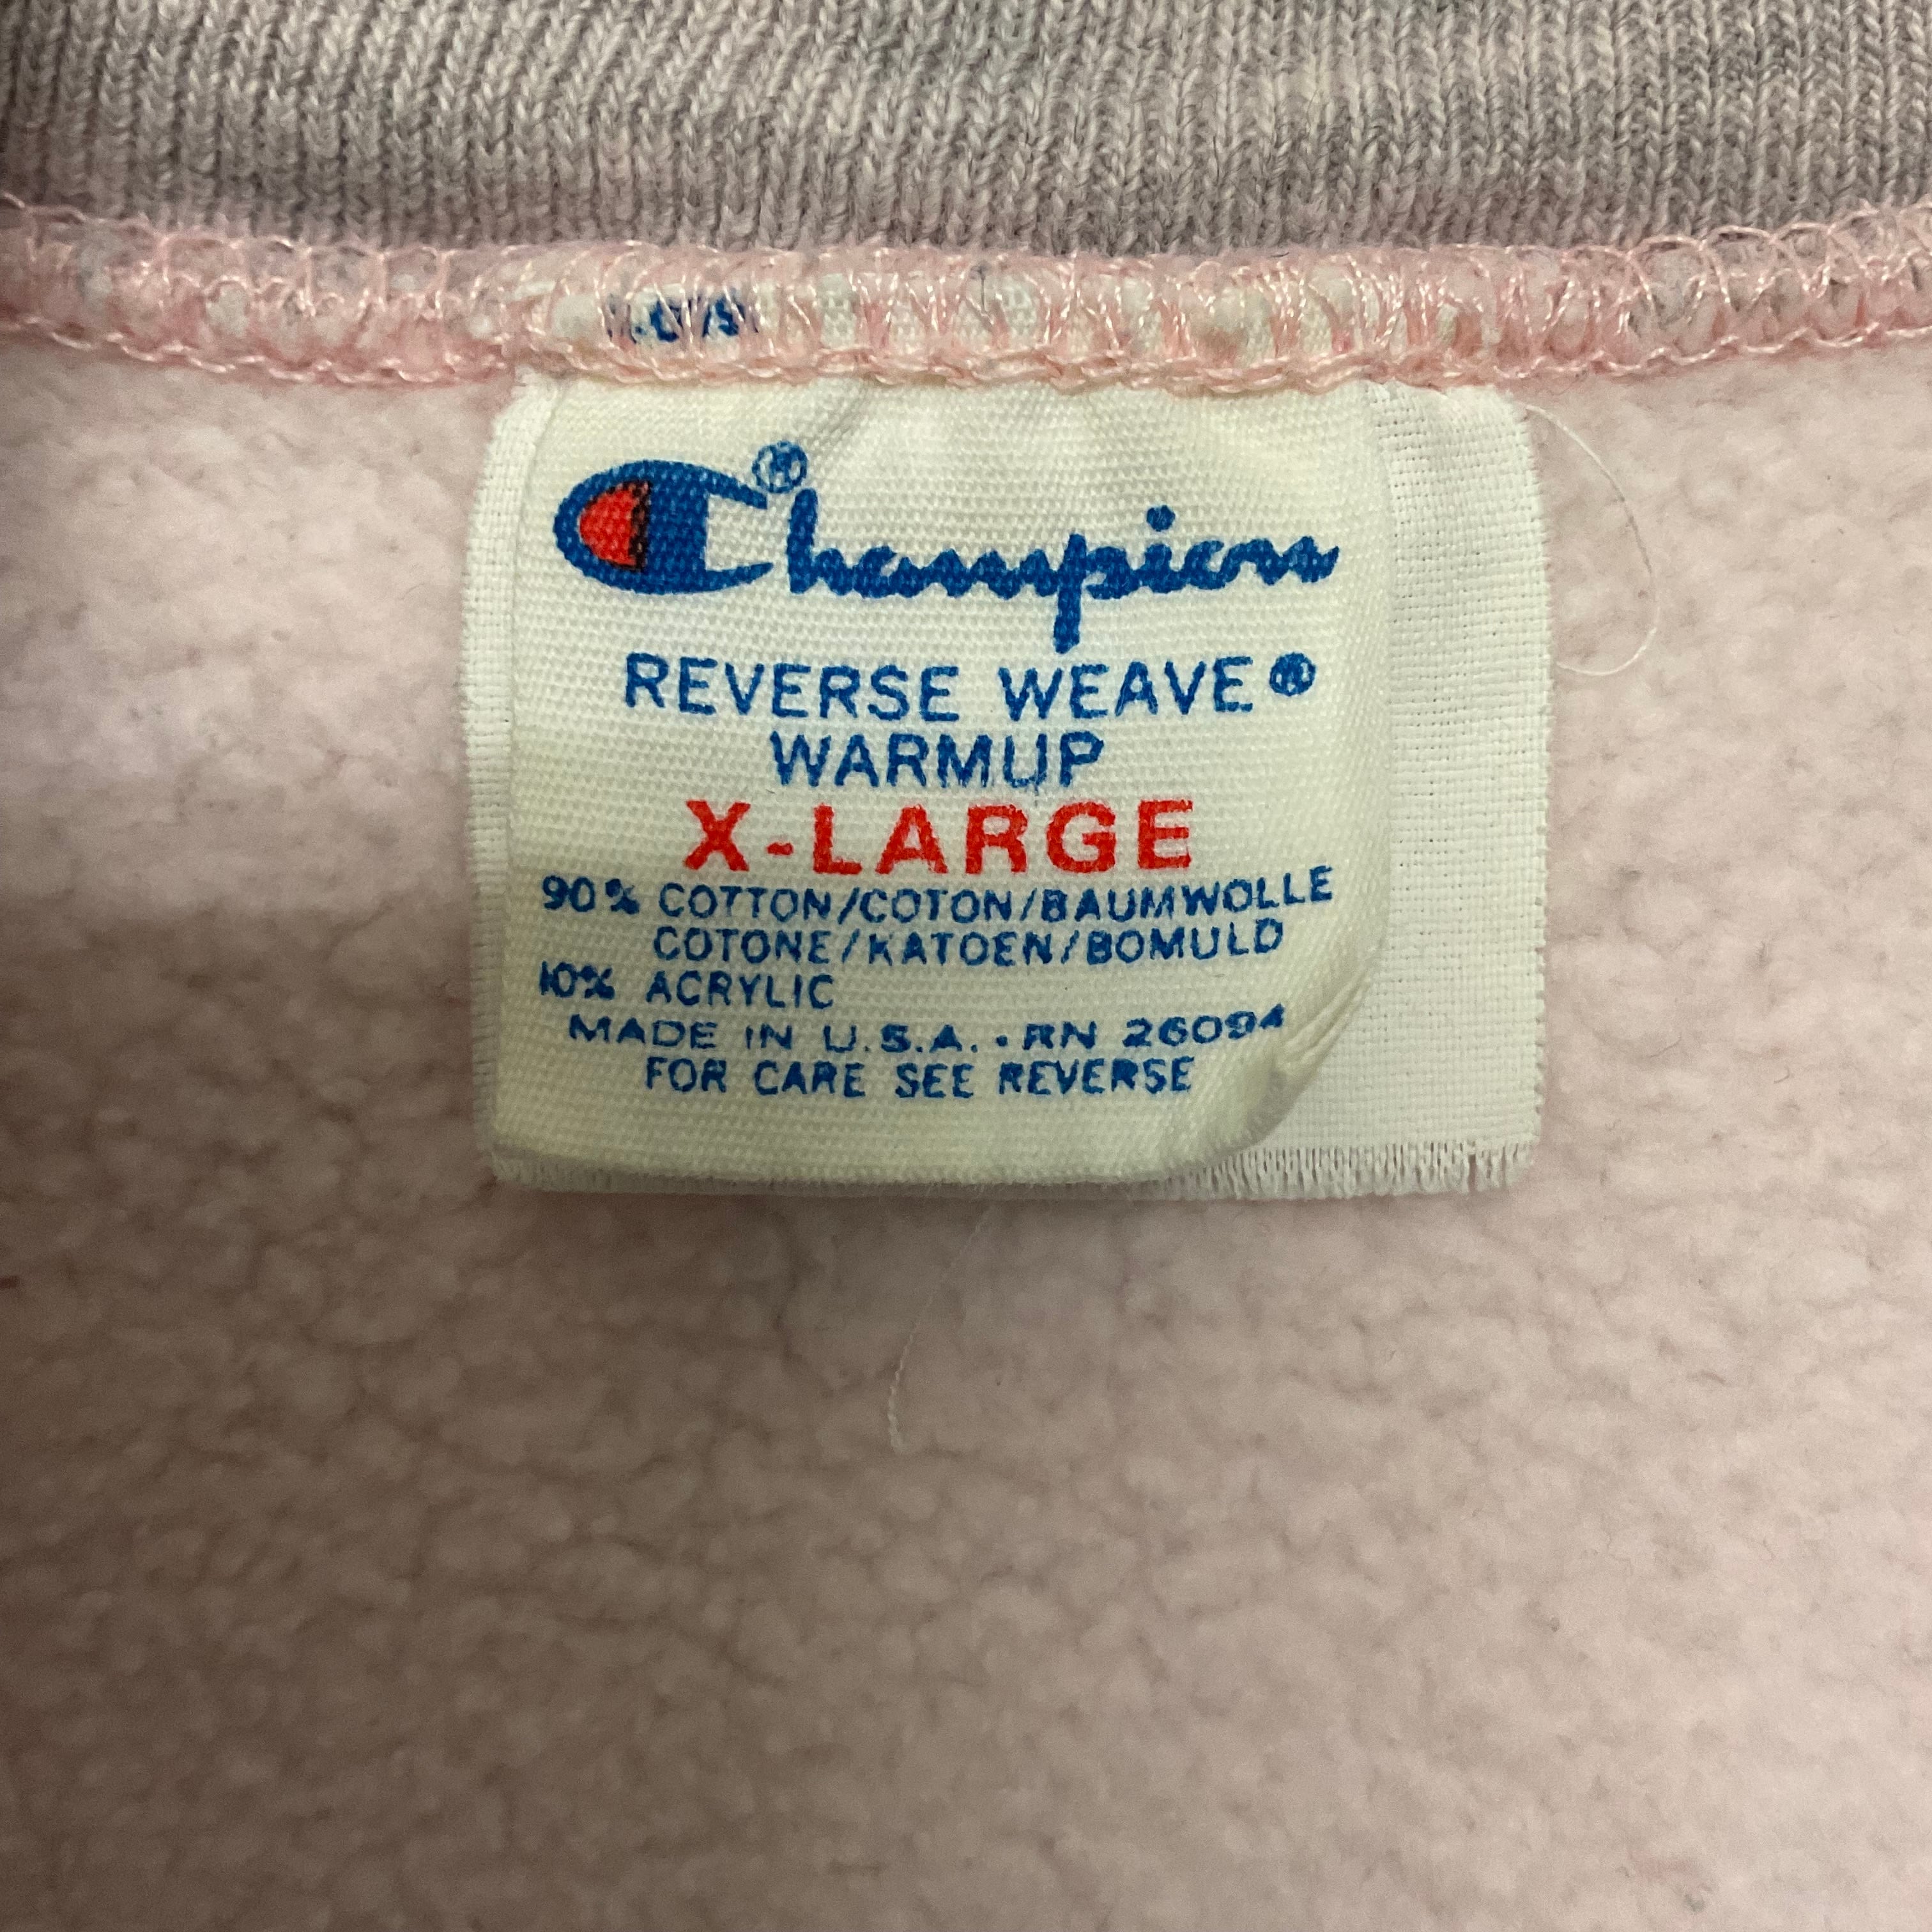 Champion®
REVERSE WEAVE®
WARMUP
X-LARGE
90% COTTON/COTON/BAUMWOLLE
COTONE/KATOEN/BOMULD
10% ACRYLIC
MADE IN U.S.A. • RN 26094
FOR CARE SEE REVERSE